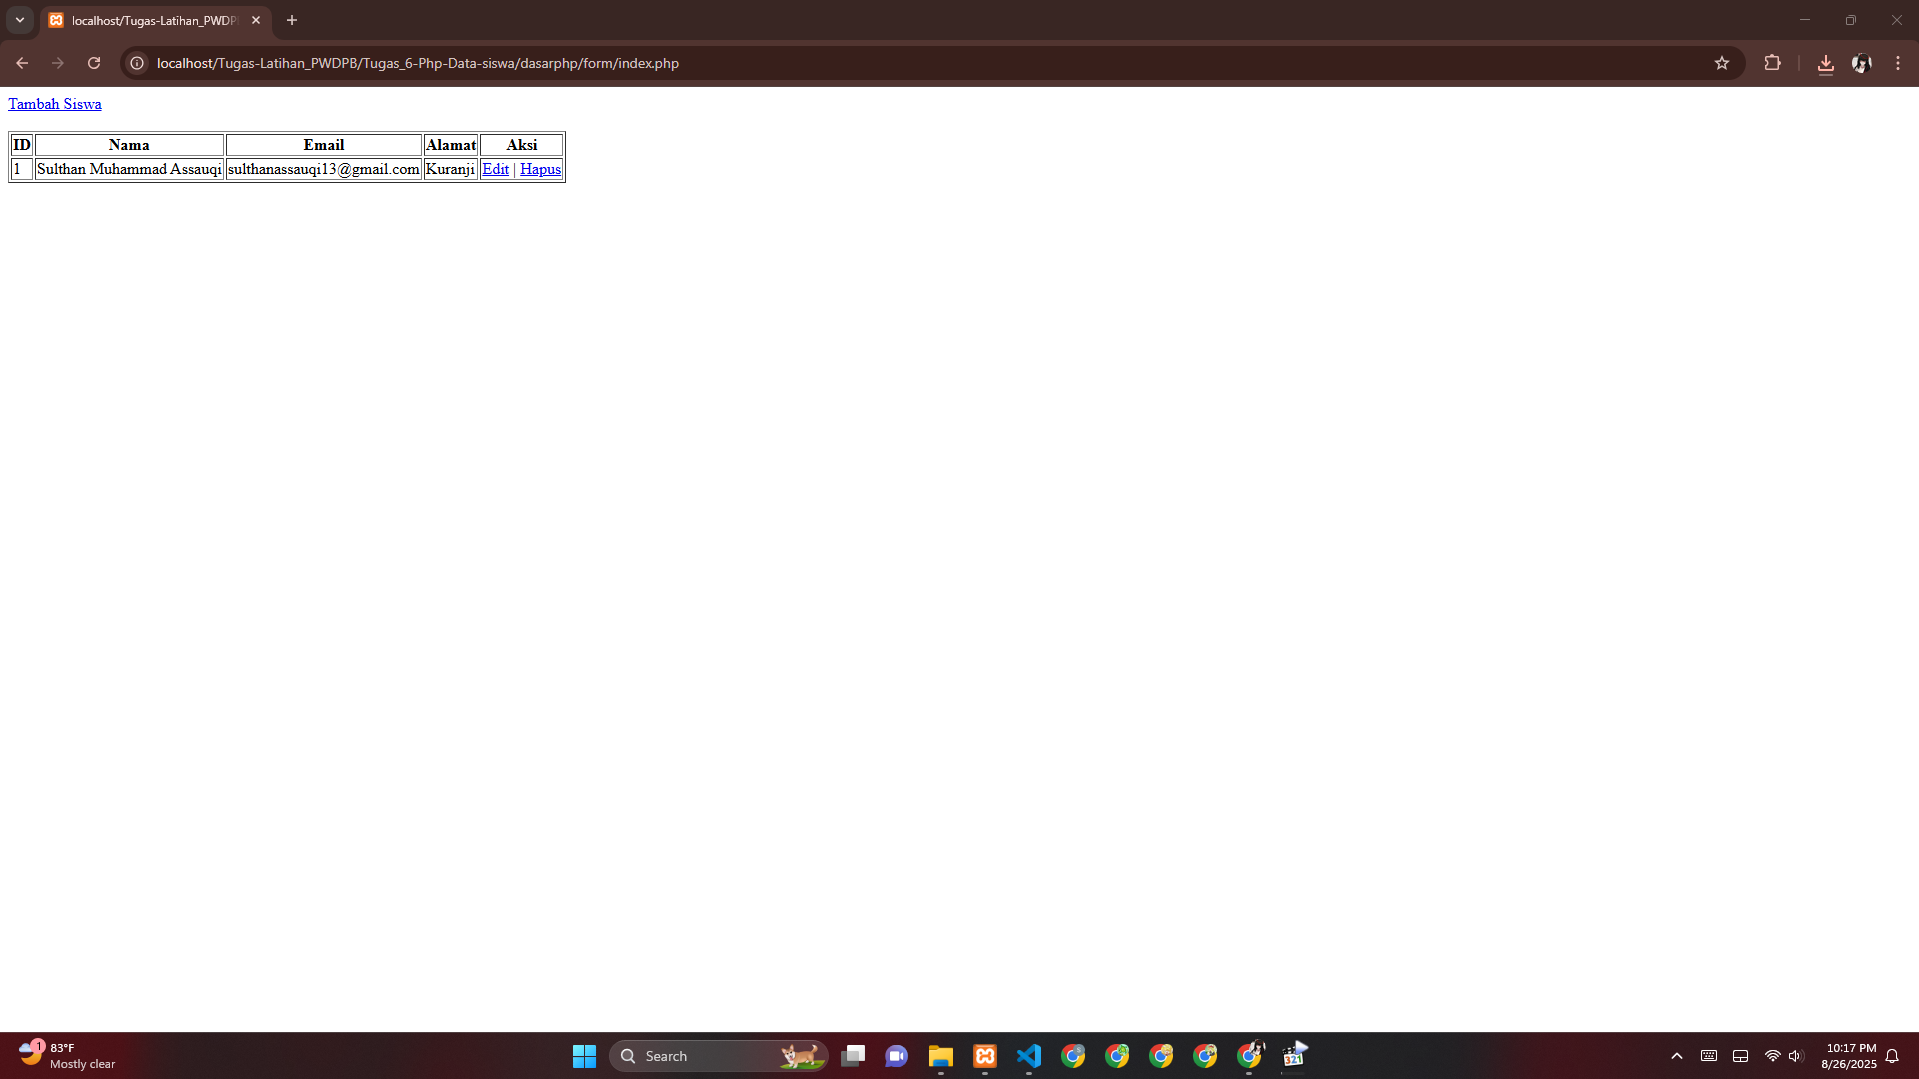 localhost/Tugas-Latihan_PWDP
localhost/Tugas-Latihan_PWDPB/Tugas_6-Php-Data-siswa/dasarphp/form/index.php
Tambah Siswa
ID Nama Email Alamat Aksi
1 Sulthan Muhammad Assauqi sulthanassauqi13@gmail.com Kuranji Edit | Hapus
1
83°F
Mostly clear
Search
321
10:17 PM
8/26/2025